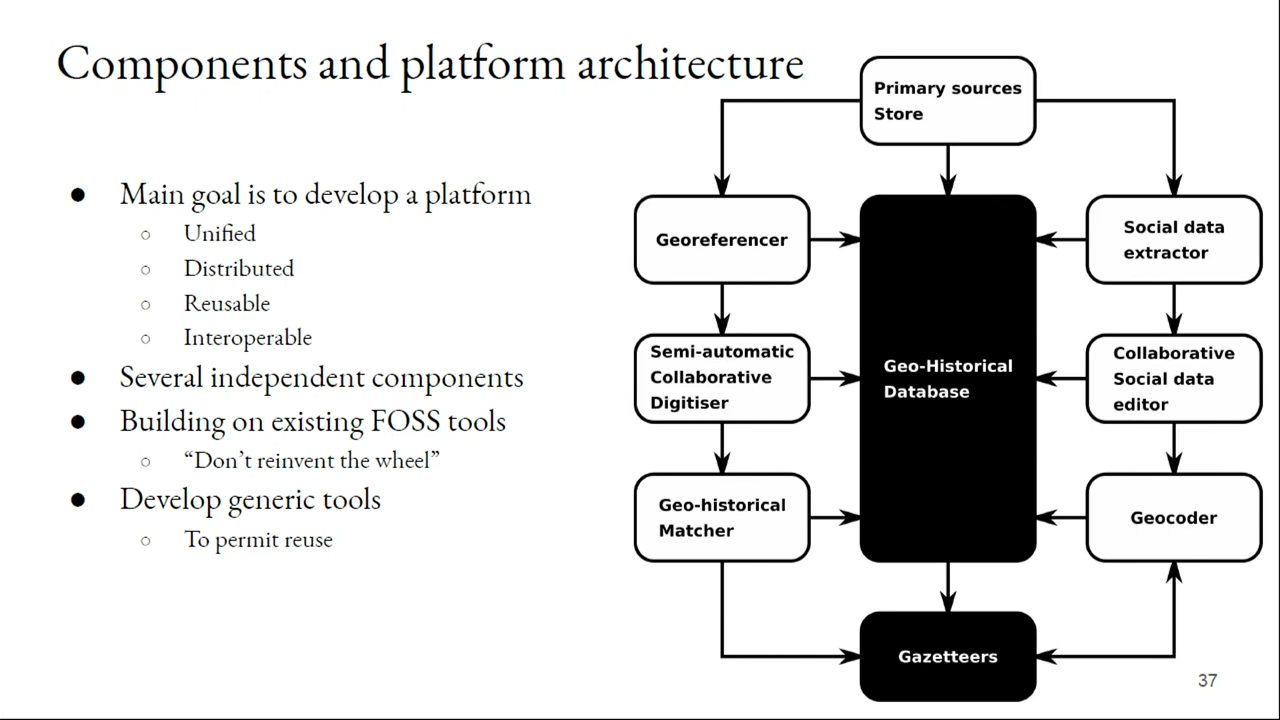 Components and platform architecture
● Main goal is to develop a platform
○ Unified
○ Distributed
○ Reusable
○ Interoperable
● Several independent components
● Building on existing FOSS tools
○ “Don’t reinvent the wheel”
● Develop generic tools
○ To permit reuse
Primary sources
Store
Georeferencer
Semi-automatic
Collaborative
Digitiser
Geo-historical
Matcher
Geo-Historical
Database
Social data
extractor
Collaborative
Social data
editor
Geocoder
Gazetteers
37